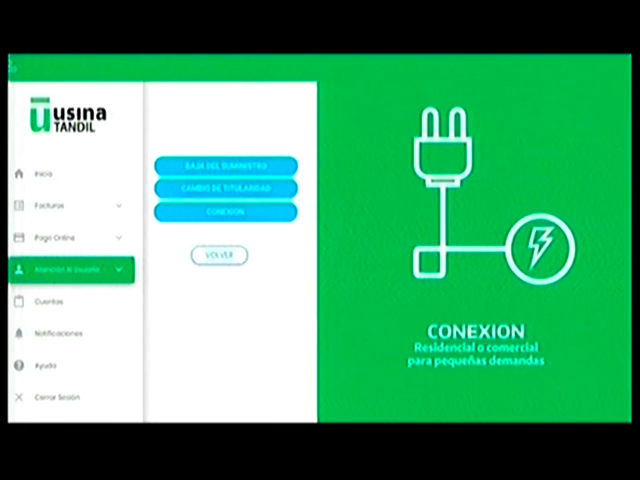 usina
TANDIL
Inicio
Facturas
Pago Online
Atención Al Usuario
Cuentas
Notificaciones
Ayuda
Cerrar Sesión
BAJA DEL SUMINISTRO
CAMBIO DE TITULARIDAD
CONEXION
VOLVER
CONEXION
Residencial o comercial
para pequeñas demandas